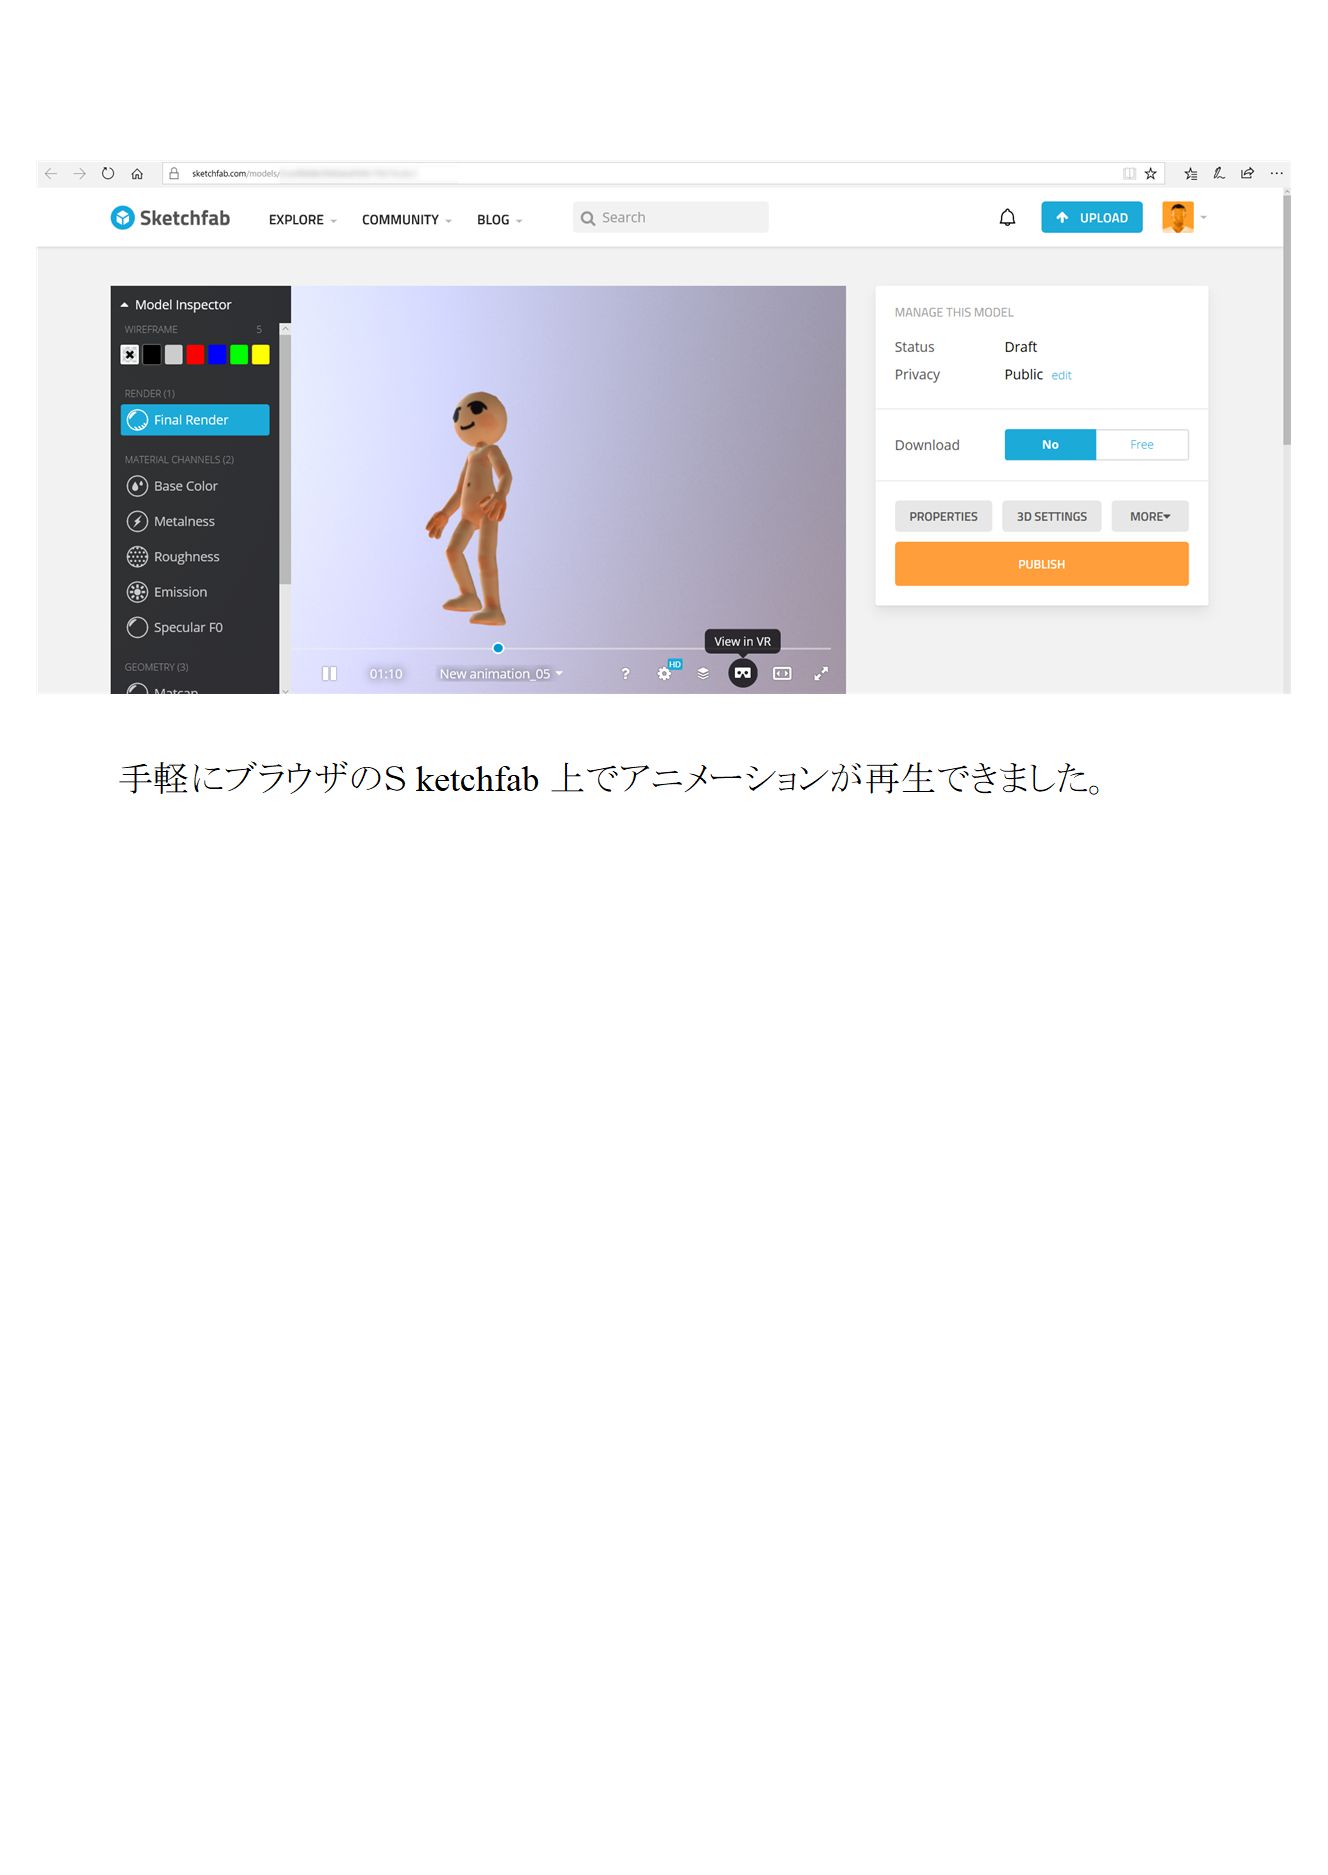 sketchfab.com/models/
Sketchfab EXPLORE COMMUNITY BLOG Search UPLOAD
Model Inspector
WIREFRAME 5
RENDER (1)
Final Render
MATERIAL CHANNELS (2)
Base Color
Metalness
Roughness
Emission
Specular F0
GEOMETRY (3)
Matcap
View in VR
01:10 New animation_05 ? HD
MANAGE THIS MODEL
Status Draft
Privacy Public edit
Download No Free
PROPERTIES 3D SETTINGS MORE
PUBLISH
手軽にブラウザのS ketchfab 上でアニメーションが再生できました。